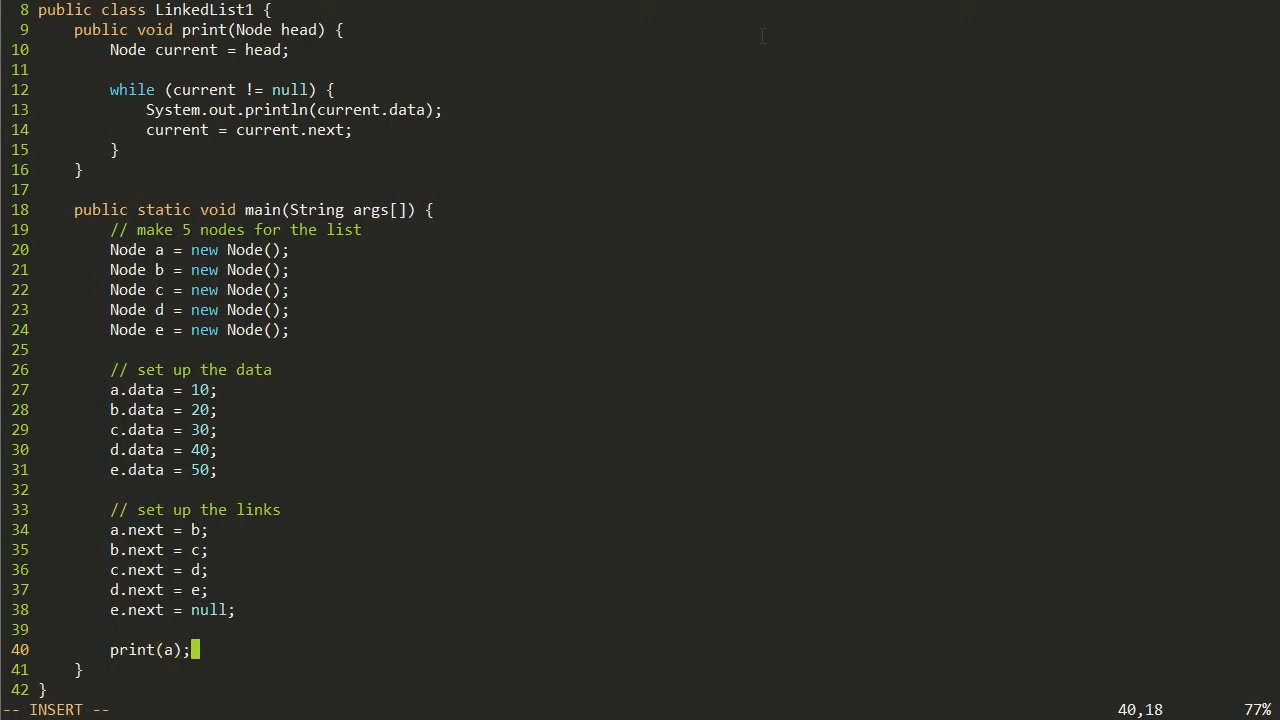 8 public class LinkedList1 {
9     public void print(Node head) {
10         Node current = head;
11
12         while (current != null) {
13             System.out.println(current.data);
14             current = current.next;
15         }
16     }
17
18     public static void main(String args[]) {
19         // make 5 nodes for the list
20         Node a = new Node();
21         Node b = new Node();
22         Node c = new Node();
23         Node d = new Node();
24         Node e = new Node();
25
26         // set up the data
27         a.data = 10;
28         b.data = 20;
29         c.data = 30;
30         d.data = 40;
31         e.data = 50;
32
33         // set up the links
34         a.next = b;
35         b.next = c;
36         c.next = d;
37         d.next = e;
38         e.next = null;
39
40         print(a);
41     }
42 }
-- INSERT -- 40,18 77%